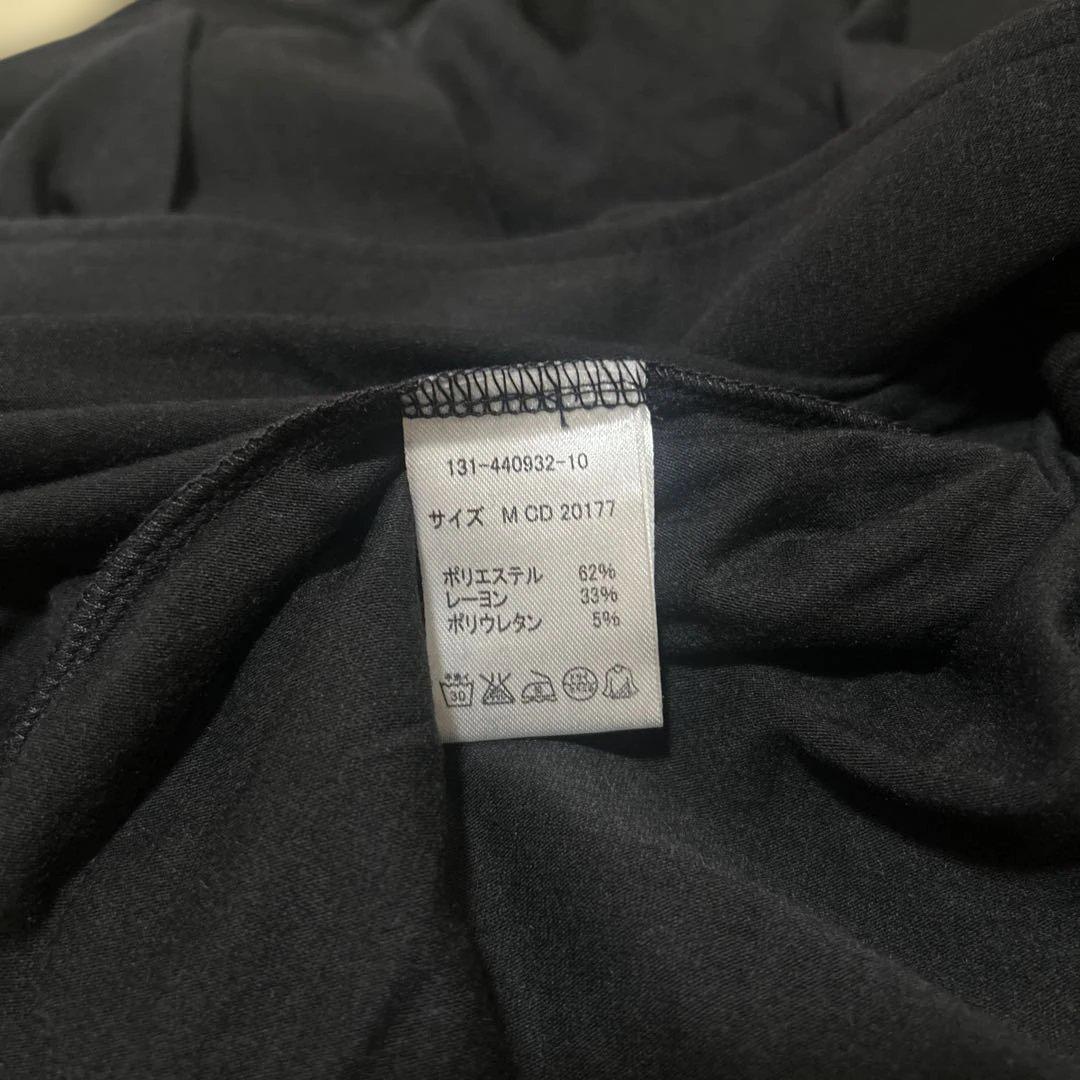 131-440932-10
サイズ M CD 20177
ポリエステル 62%
レーヨン 33%
ポリウレタン 5%
30